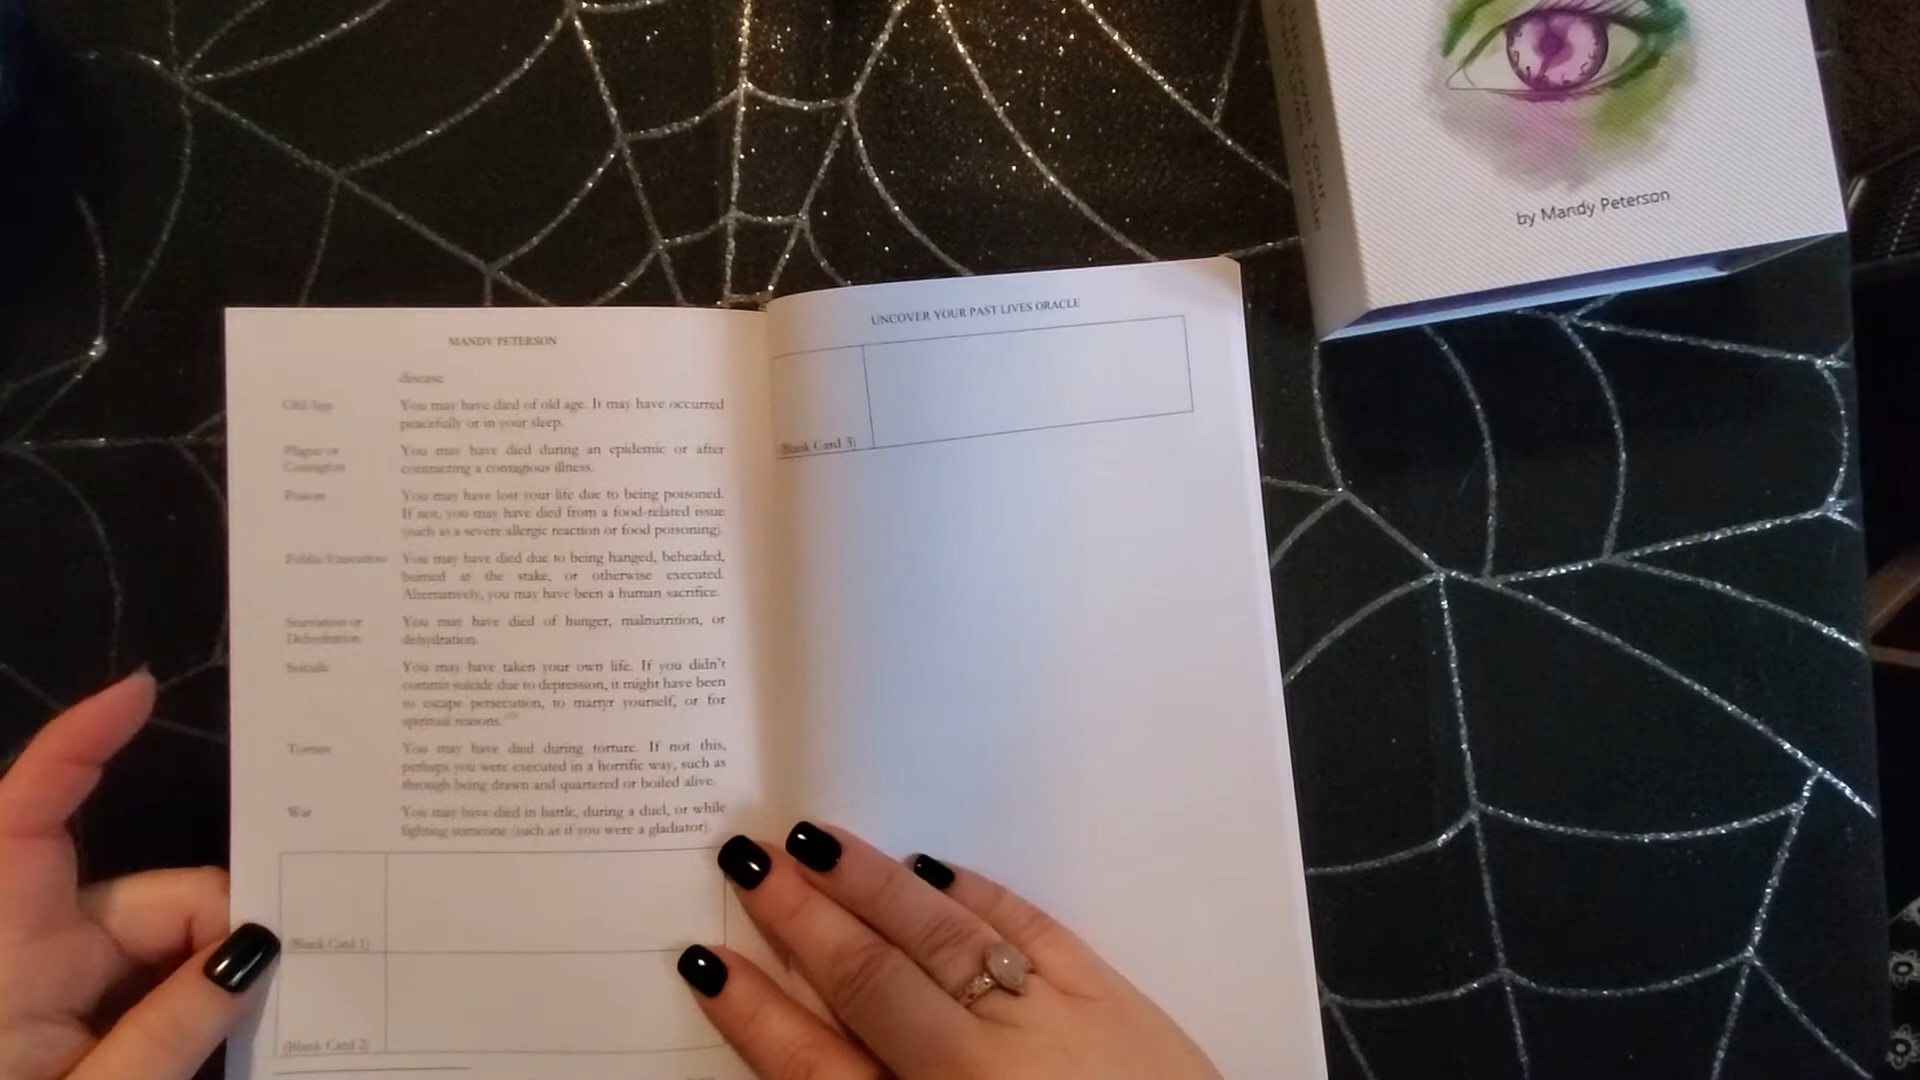 Uncover Your
Past Lives Oracle
by Mandy Peterson
MANDY PETERSON
disease.
Old Age
You may have died of old age. It may have occurred
peacefully or in your sleep.
Plague or
Contagion
You may have died during an epidemic or after
contracting a contagious illness.
Poison
You may have lost your life due to being poisoned.
If not, you may have died from a food-related issue
(such as a severe allergic reaction or food poisoning).
Public Execution
You may have died due to being hanged, beheaded,
burned at the stake, or otherwise executed.
Alternatively, you may have been a human sacrifice.
Starvation or
Dehydration
You may have died of hunger, malnutrition, or
dehydration.
Suicide
You may have taken your own life. If you didn't
commit suicide due to depression, it might have been
to escape persecution, to martyr yourself, or for
spiritual reasons.
Torture
You may have died during torture. If not this,
perhaps you were executed in a horrific way, such as
through being drawn and quartered or boiled alive.
War
You may have died in battle, during a duel, or while
fighting someone (such as if you were a gladiator).
(Blank Card 1)
(Blank Card 2)
UNCOVER YOUR PAST LIVES ORACLE
(Blank Card 3)